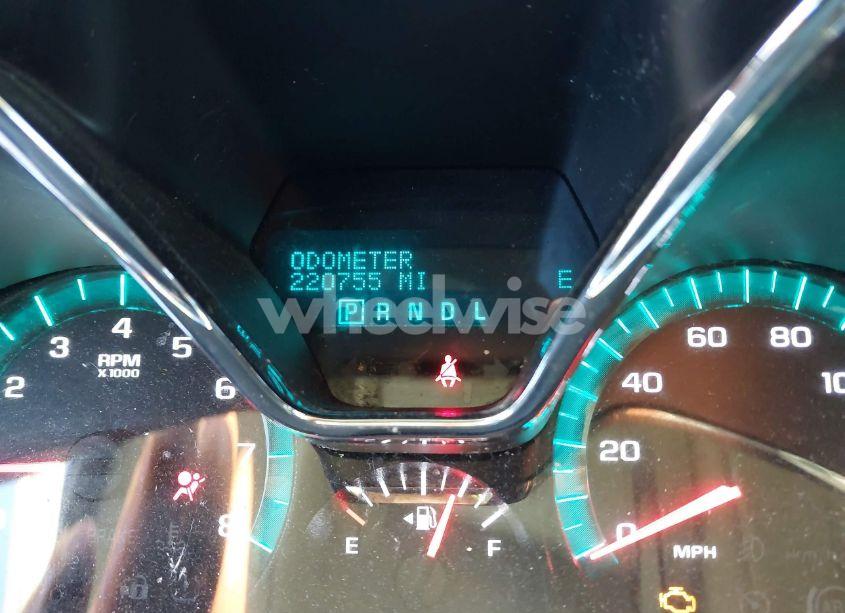 ODOMETER
220755 MI E
P R N D L
wheelwise
2 3 4 5 6 7 8
RPM
X1000
0 20 40 60 80
MPH
E F